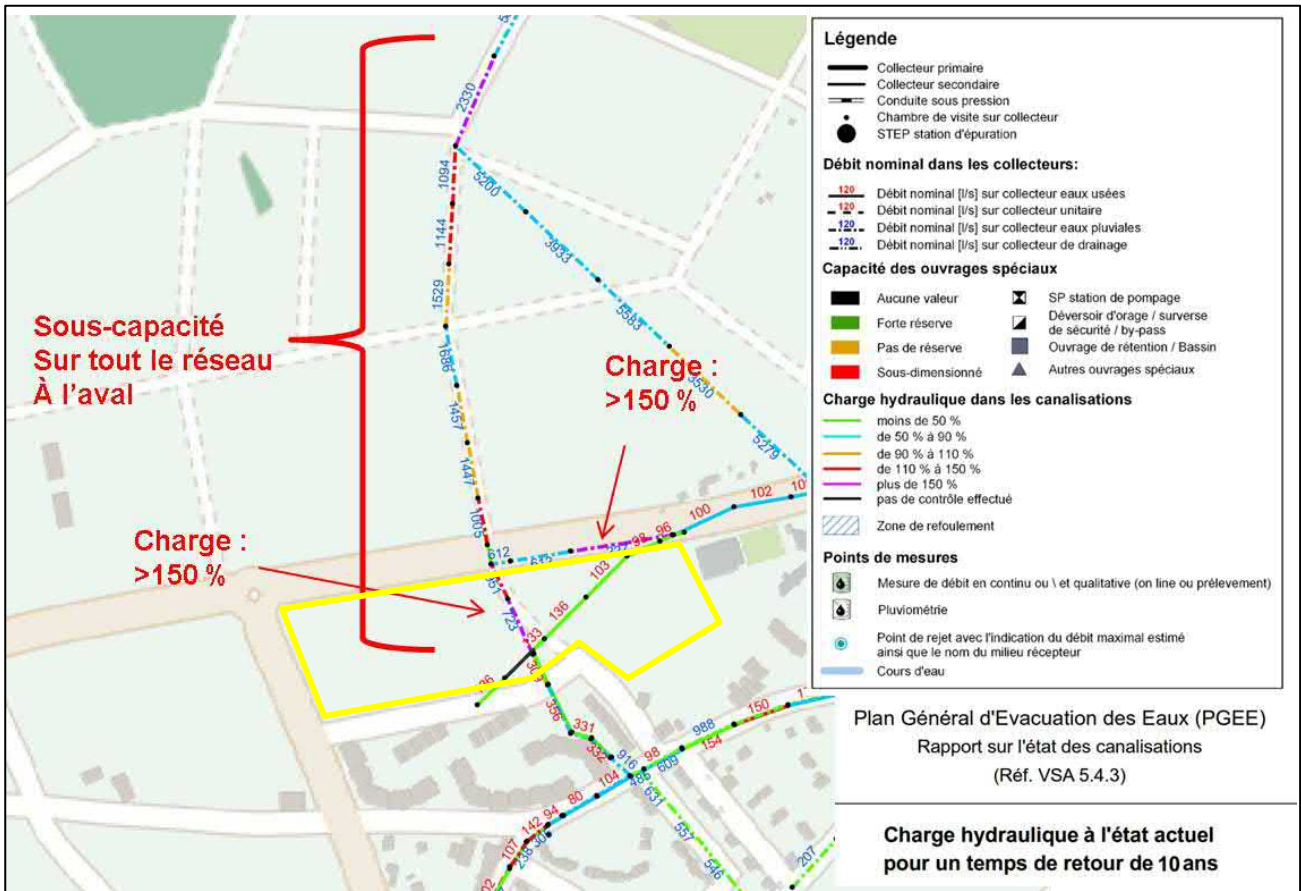 2330
1094
5200
1144
3933
1529
5583
1686
Sous-capacité
Sur tout le réseau
À l'aval
Charge :
>150 %
3530
1457
5279
1447
1005
102
100
96
98
612
Charge :
>150 %
103
136
723
33
356
331
332
916
98
988
150
154
609
485
104
80
631
557
546
94
142
107
207
Légende
Collecteur primaire
Collecteur secondaire
Conduite sous pression
Chambre de visite sur collecteur
STEP station d'épuration
Débit nominal dans les collecteurs:
120 Débit nominal [l/s] sur collecteur eaux usées
120 Débit nominal [l/s] sur collecteur unitaire
120 Débit nominal [l/s] sur collecteur eaux pluviales
120 Débit nominal [l/s] sur collecteur de drainage
Capacité des ouvrages spéciaux
Aucune valeur
Forte réserve
Pas de réserve
Sous-dimensionné
SP station de pompage
Déversoir d'orage / surverse
de sécurité / by-pass
Ouvrage de rétention / Bassin
Autres ouvrages spéciaux
Charge hydraulique dans les canalisations
moins de 50 %
de 50 % à 90 %
de 90 % à 110 %
de 110 % à 150 %
plus de 150 %
pas de contrôle effectué
Zone de refoulement
Points de mesures
Mesure de débit en continu ou \ et qualitative (on line ou prélevement)
Pluviométrie
Point de rejet avec l'indication du débit maximal estimé
ainsi que le nom du milieu récepteur
Cours d'eau
Plan Général d'Evacuation des Eaux (PGEE)
Rapport sur l'état des canalisations
(Réf. VSA 5.4.3)
Charge hydraulique à l'état actuel
pour un temps de retour de 10 ans